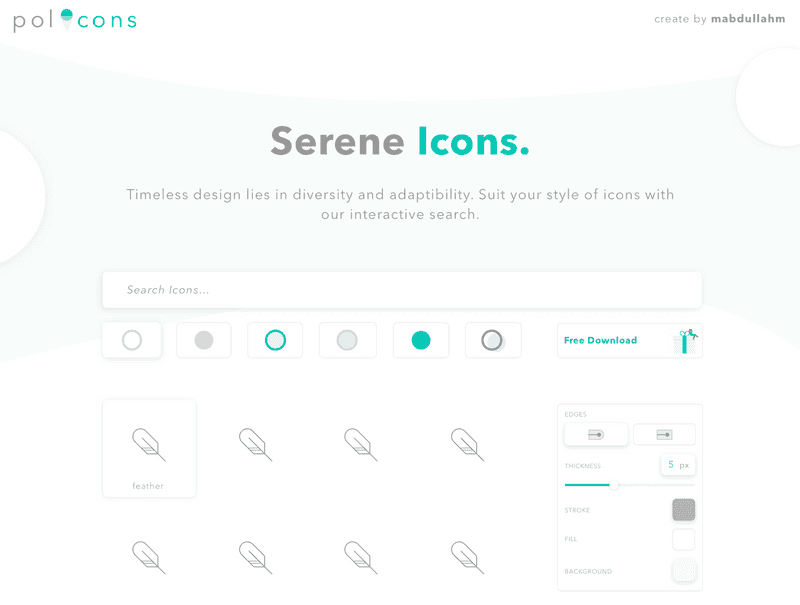 policons
create by mabdullahm
Serene Icons.
Timeless design lies in diversity and adaptibility. Suit your style of icons with
our interactive search.
Search Icons...
Free Download
EDGES
THICKNESS
5 px
feather
STROKE
FILL
BACKGROUND